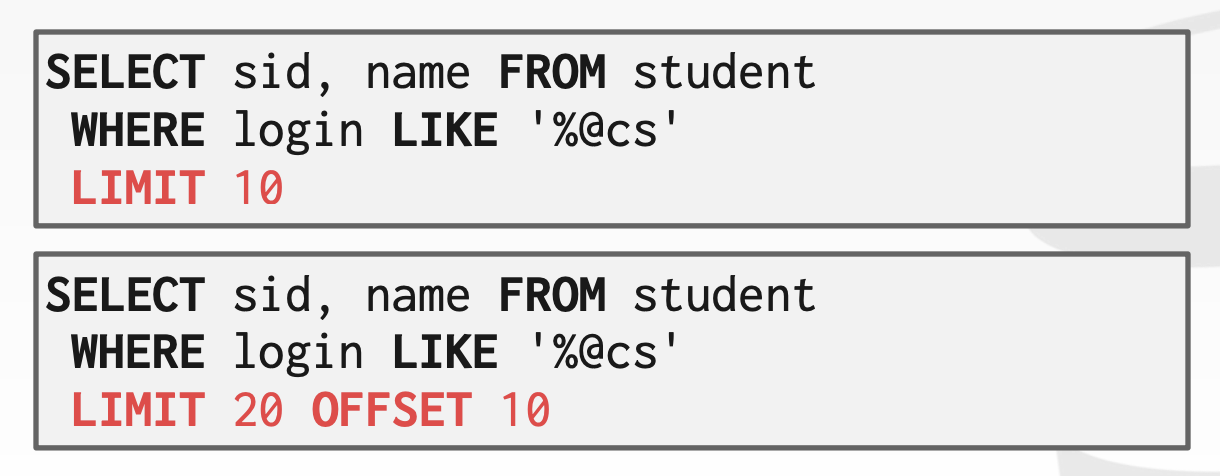 SELECT sid, name FROM student
WHERE login LIKE '%@cs'
LIMIT 10
SELECT sid, name FROM student
WHERE login LIKE '%@cs'
LIMIT 20 OFFSET 10